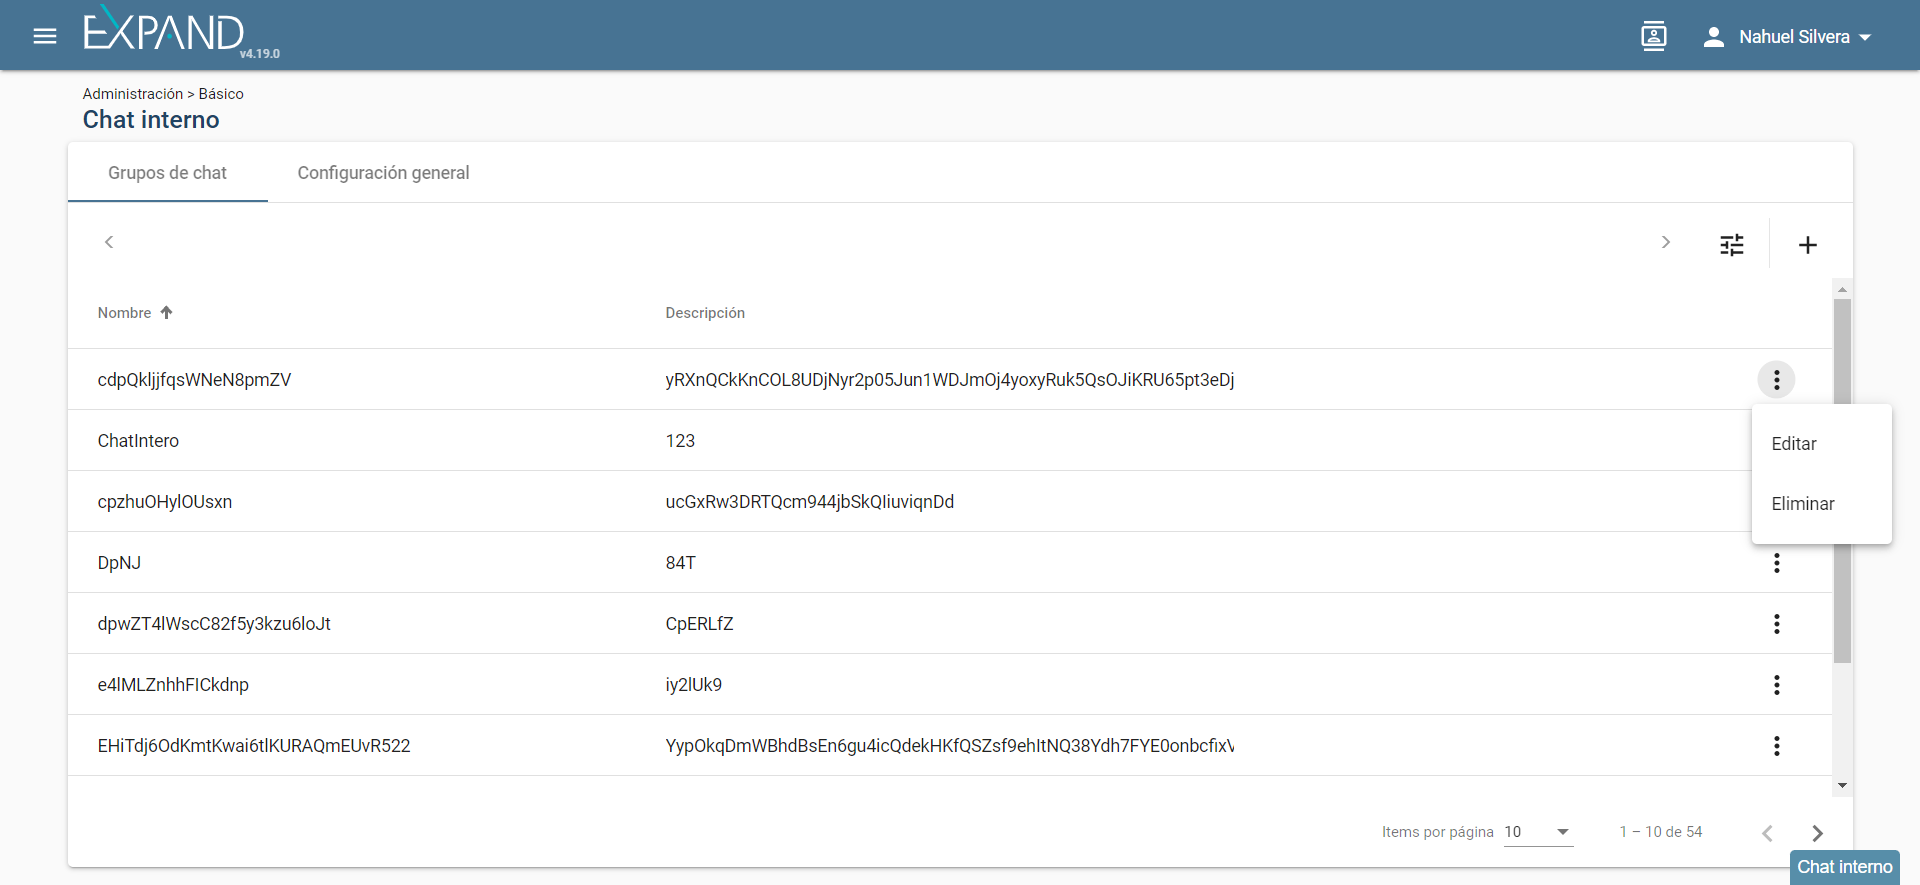 EXPAND
v4.19.0
Nahuel Silvera
Administración > Básico
Chat interno
Grupos de chat
Configuración general
Nombre
Descripción
cdpQkljjfqsWNeN8pmZV
yRXnQCkKnCOL8UDjNyr2p05Jun1WDJmOj4yoxyRuk5QsOJiKRU65pt3eDj
ChatIntero
123
Editar
cpzhuOHylOUsxn
ucGxRw3DRTQcm944jbSkQIiuviqnDd
Eliminar
DpNJ
84T
dpwZT4lWscC82f5y3kzu6loJt
CpERLfZ
e4lMLZnhhFICkdnp
iy2lUk9
EHiTdj6OdKmtKwai6tlKURAQmEUvR522
YypOkqDmWBhdBsEn6gu4icQdekHKfQSZsf9ehItNQ38Ydh7FYE0onbcfixV
Items por página
10
1 – 10 de 54
Chat interno